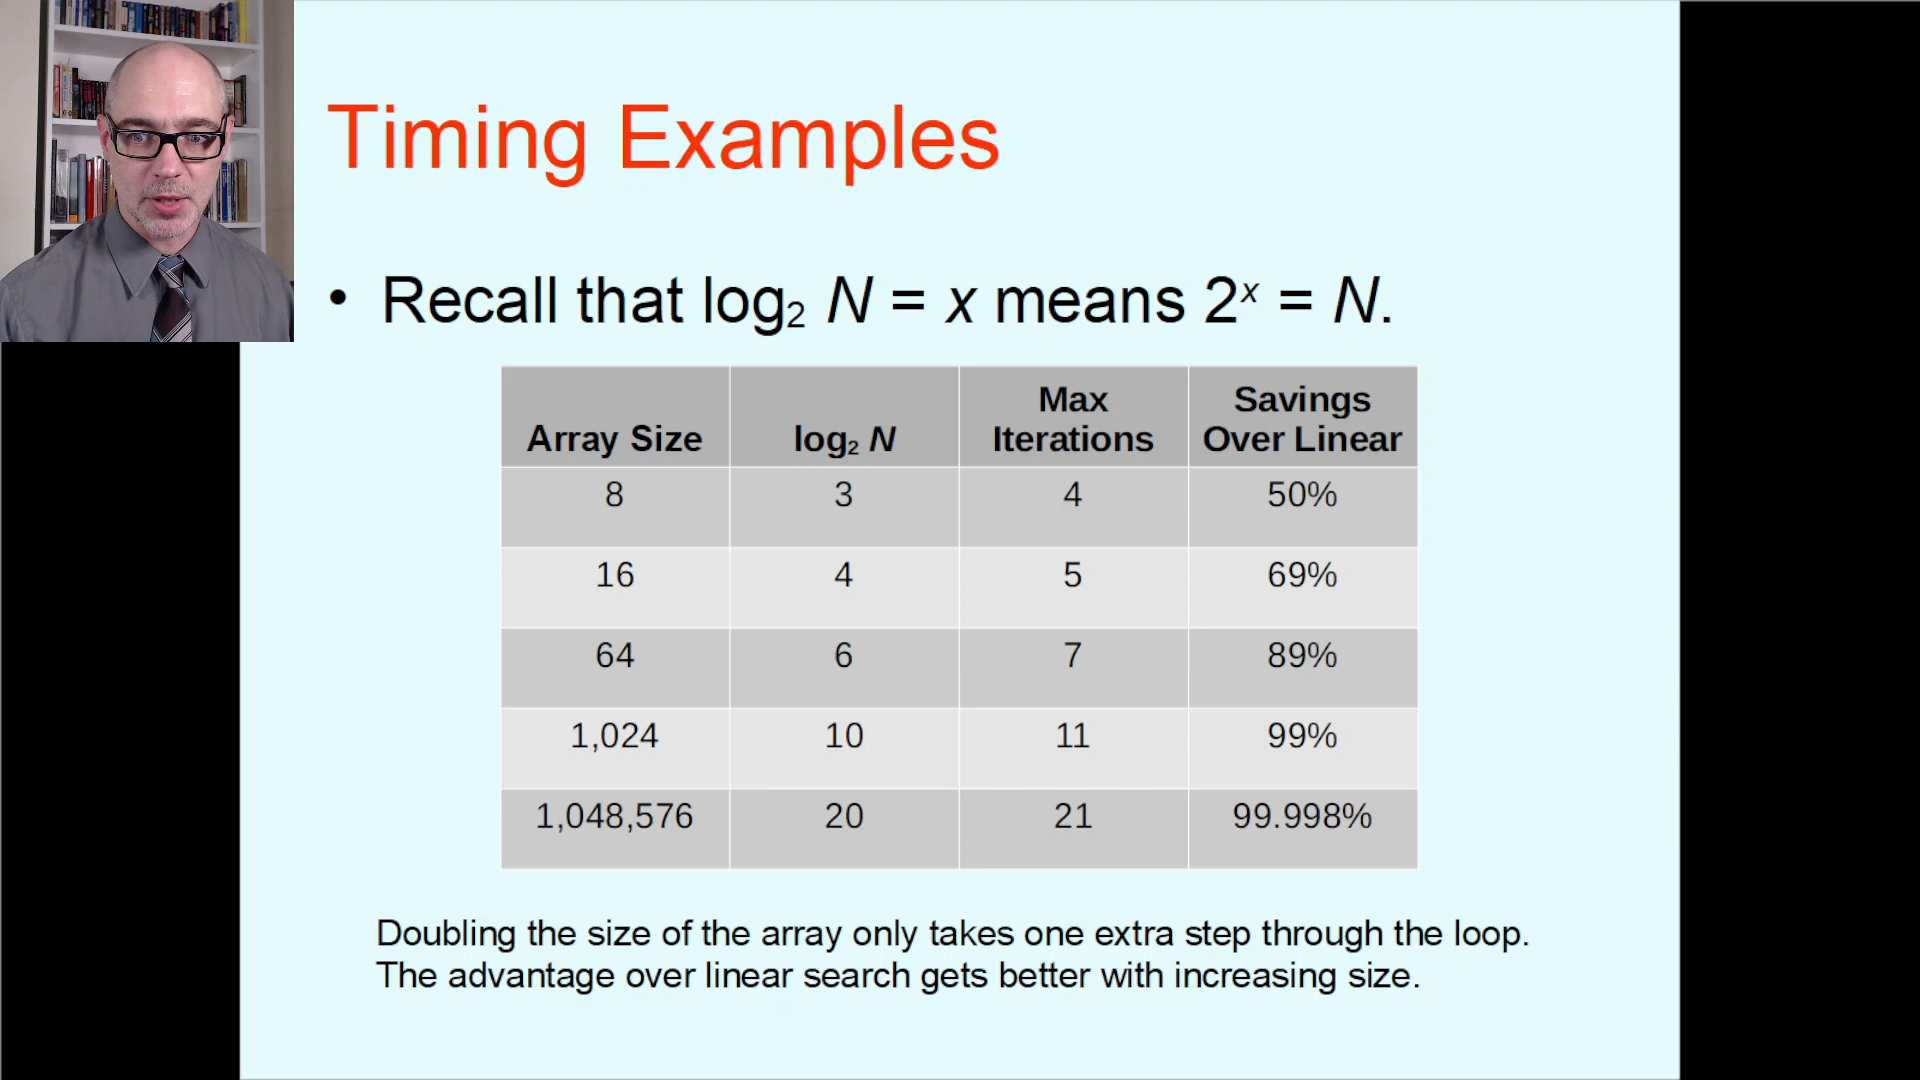 Timing Examples
• Recall that log₂ N = x means 2ˣ = N.
Array Size log₂ N Max Iterations Savings Over Linear
8 3 4 50%
16 4 5 69%
64 6 7 89%
1,024 10 11 99%
1,048,576 20 21 99.998%
Doubling the size of the array only takes one extra step through the loop.
The advantage over linear search gets better with increasing size.